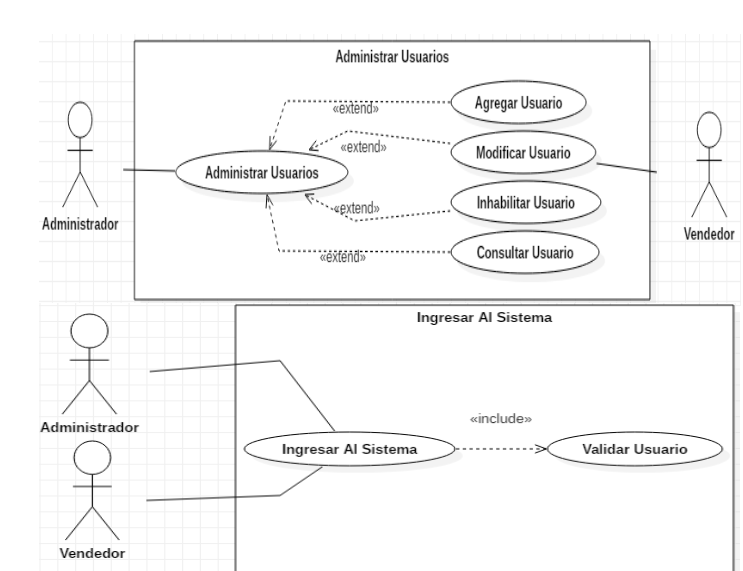 Administrar Usuarios
«extend»
Agregar Usuario
«extend»
Modificar Usuario
Administrar Usuarios
«extend»
Inhabilitar Usuario
Administrador
Vendedor
«extend»
Consultar Usuario
Ingresar Al Sistema
Administrador
«include»
Ingresar Al Sistema
Validar Usuario
Vendedor